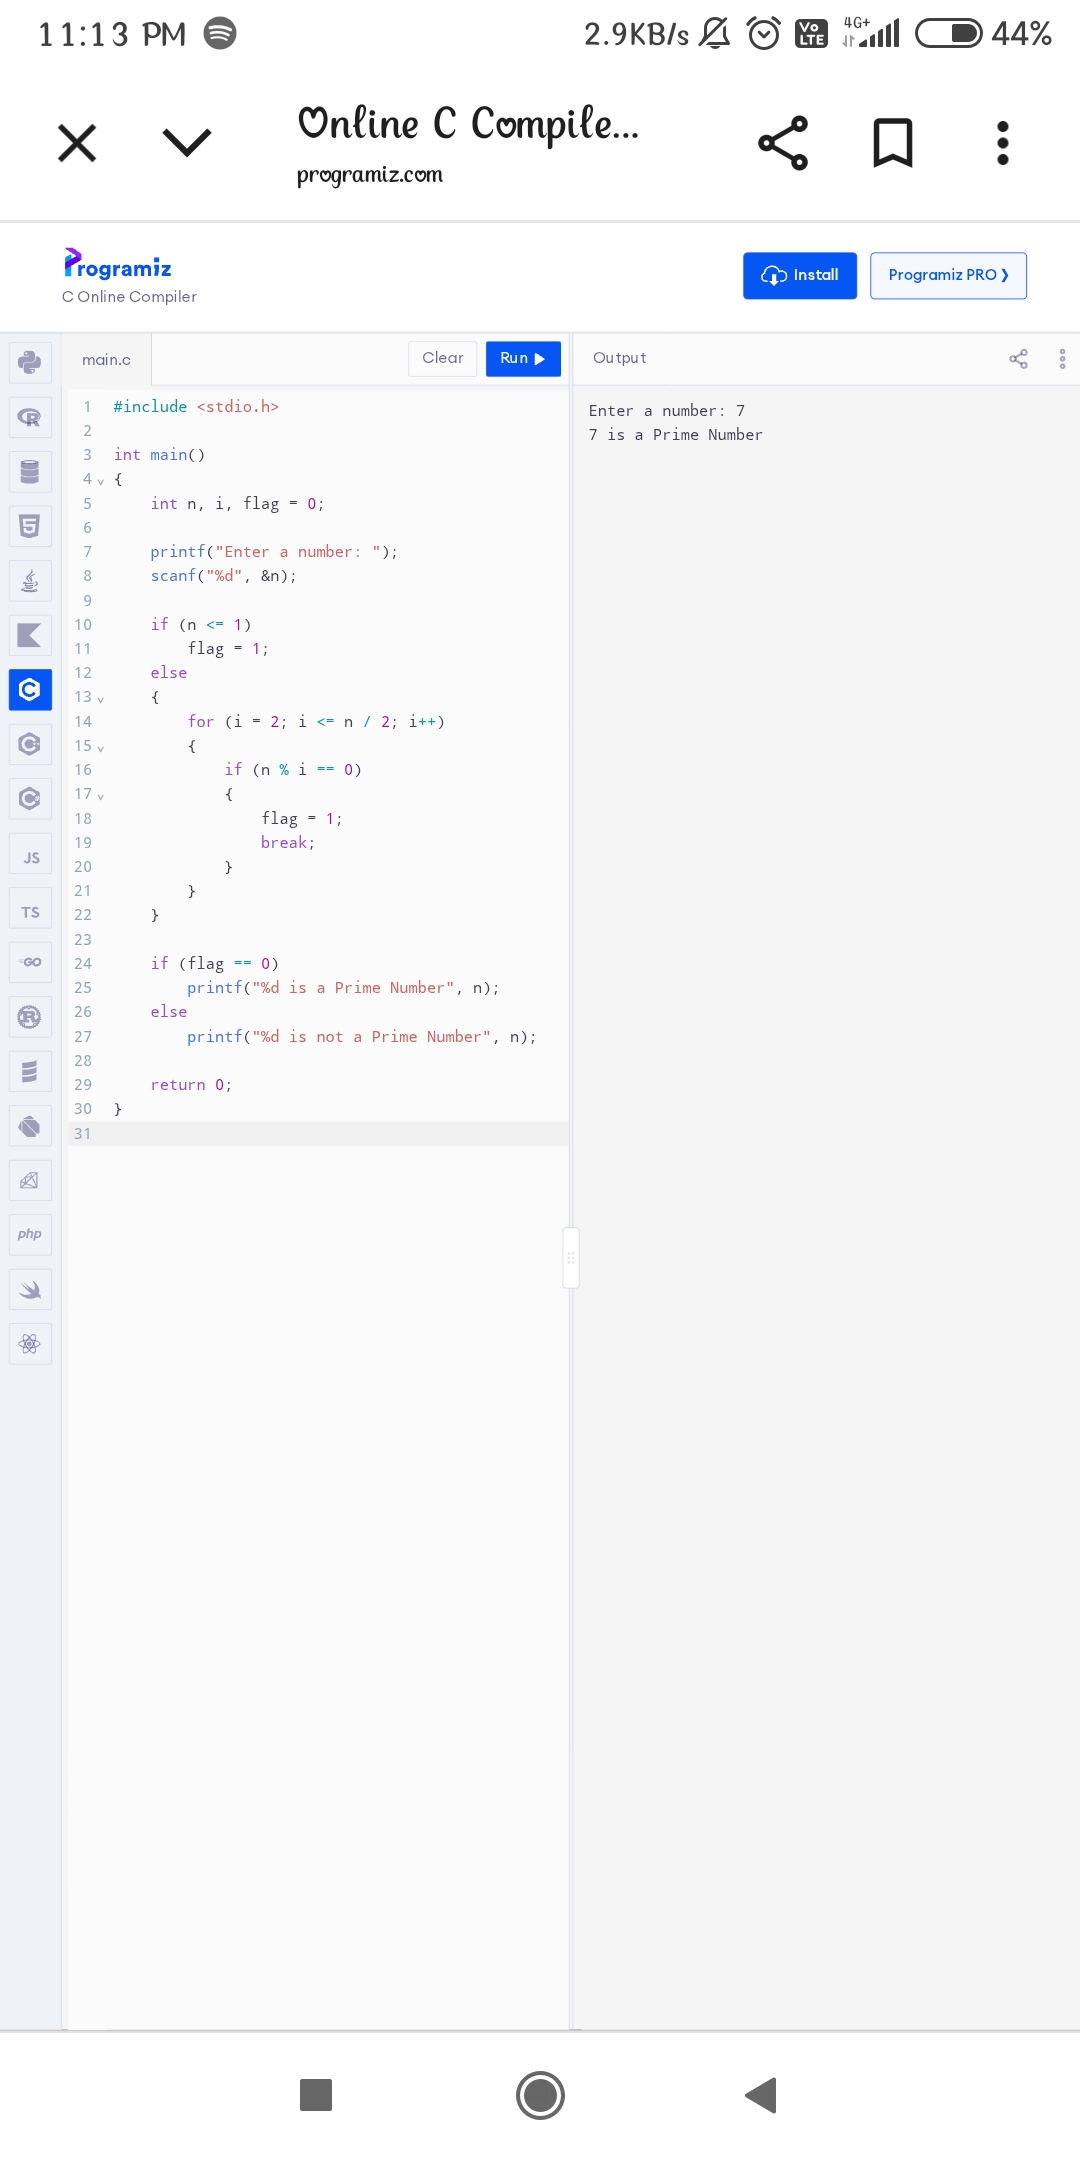 11:13 PM
2.9KB/s Vo LTE 4G+ 44%
Online C Compile...
programiz.com
Programiz
C Online Compiler
Install
Programiz PRO ❯
main.c
Clear
Run
Output
1 #include <stdio.h>
2
3 int main()
4 {
5     int n, i, flag = 0;
6
7     printf("Enter a number: ");
8     scanf("%d", &n);
9
10     if (n <= 1)
11         flag = 1;
12     else
13     {
14         for (i = 2; i <= n / 2; i++)
15         {
16             if (n % i == 0)
17             {
18                 flag = 1;
19                 break;
20             }
21         }
22     }
23
24     if (flag == 0)
25         printf("%d is a Prime Number", n);
26     else
27         printf("%d is not a Prime Number", n);
28
29     return 0;
30 }
31
Enter a number: 7
7 is a Prime Number
JS
TS
GO
php